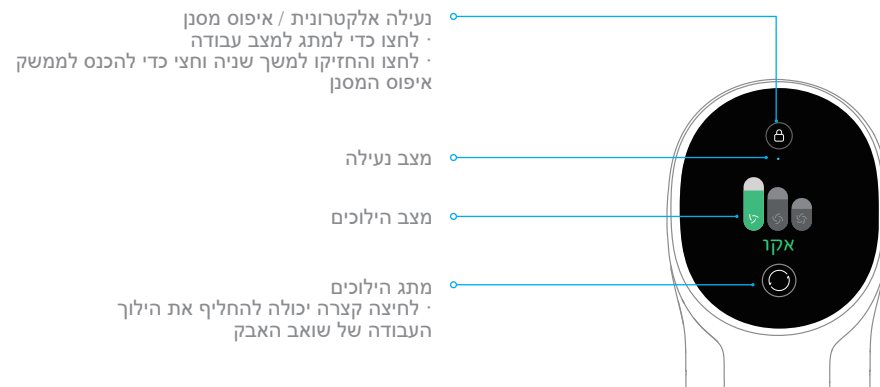 נעילה אלקטרונית / איפוס מסנן
· לחצו כדי למתג למצב עבודה
· לחצו והחזיקו למשך שניה וחצי כדי להכנס לממשק
איפוס המסנן
מצב נעילה
מצב הילוכים
אקו
מתג הילוכים
· לחיצה קצרה יכולה להחליף את הילוך
העבודה של שואב האבק